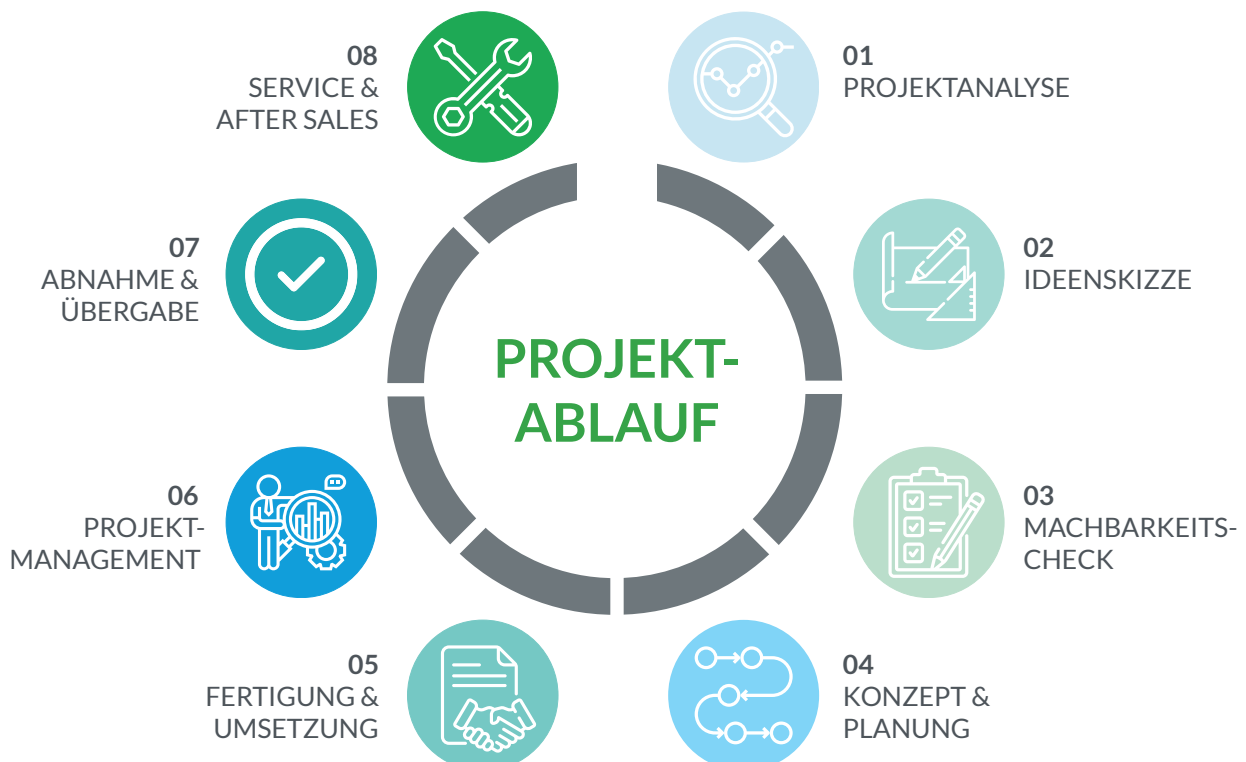 PROJEKT-
ABLAUF
01
PROJEKTANALYSE
02
IDEENSKIZZE
03
MACHBARKEITS-
CHECK
04
KONZEPT &
PLANUNG
05
FERTIGUNG &
UMSETZUNG
06
PROJEKT-
MANAGEMENT
07
ABNAHME &
ÜBERGABE
08
SERVICE &
AFTER SALES